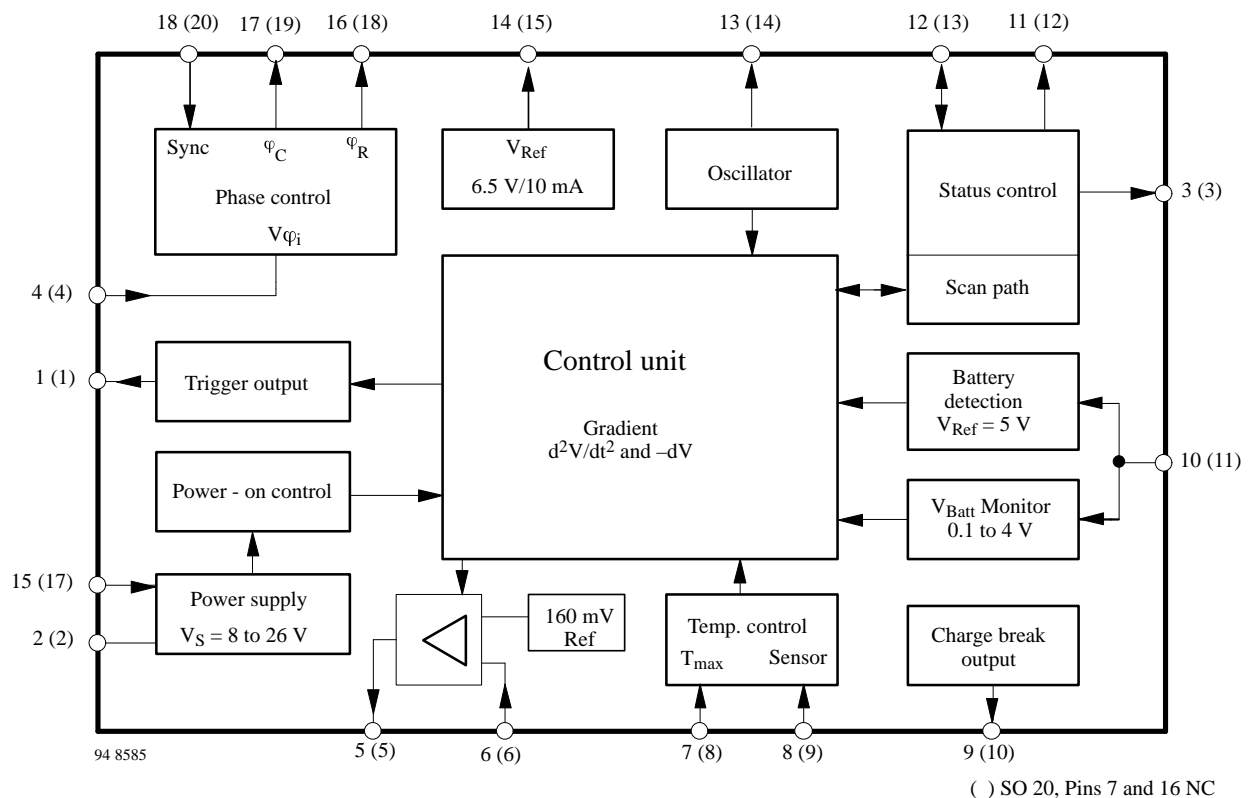 18 (20) 17 (19) 16 (18) 14 (15) 13 (14) 12 (13) 11 (12)
Sync φC φR
Phase control
Vφi
VRef
6.5 V/10 mA
Oscillator
Status control
3 (3)
Scan path
4 (4)
Control unit
Gradient
d²V/dt² and –dV
1 (1)
Trigger output
Battery
detection
VRef = 5 V
10 (11)
Power - on control
VBatt Monitor
0.1 to 4 V
15 (17)
Power supply
VS = 8 to 26 V
2 (2)
160 mV
Ref
Temp. control
Tmax Sensor
Charge break
output
94 8585
5 (5) 6 (6) 7 (8) 8 (9) 9 (10)
( ) SO 20, Pins 7 and 16 NC